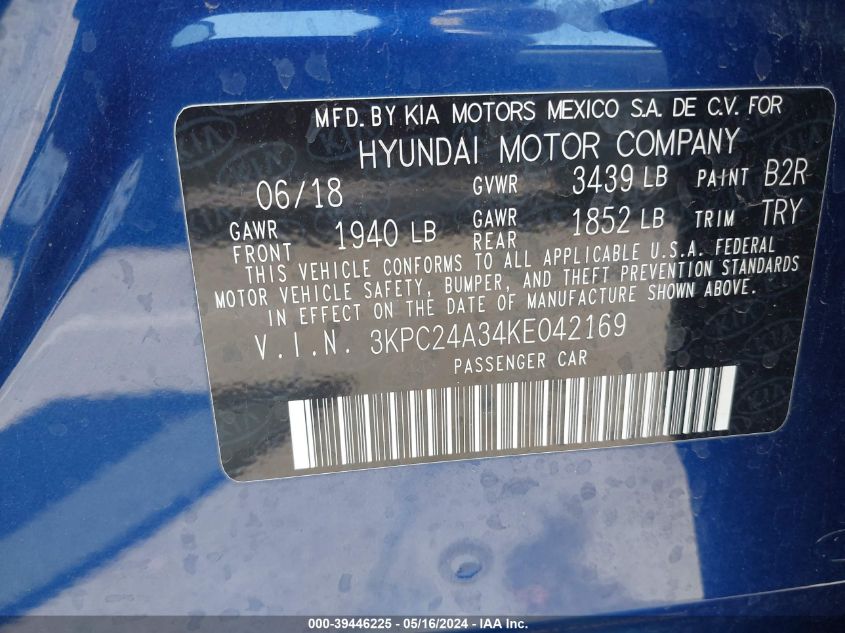 MFD. BY KIA MOTORS MEXICO S.A. DE C.V. FOR
HYUNDAI MOTOR COMPANY
06/18 GVWR 3439 LB PAINT B2R
GAWR FRONT 1940 LB GAWR REAR 1852 LB TRIM TRY
THIS VEHICLE CONFORMS TO ALL APPLICABLE U.S.A. FEDERAL
MOTOR VEHICLE SAFETY, BUMPER, AND THEFT PREVENTION STANDARDS
IN EFFECT ON THE DATE OF MANUFACTURE SHOWN ABOVE.
V.I.N. 3KPC24A34KE042169
PASSENGER CAR
000-39446225 - 05/16/2024 - IAA Inc.